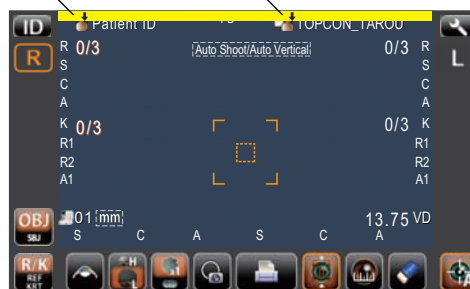 ID Patient ID TOPCON_TAROU
R R 0/3 Auto Shoot/Auto Vertical 0/3 R L
S S
C C
A A
K 0/3 0/3 K
R1 R1
R2 R2
A1 A1
OBJ 01 mm 13.75 VD
SBJ S C A S C A
R/K H
REF L
KRT